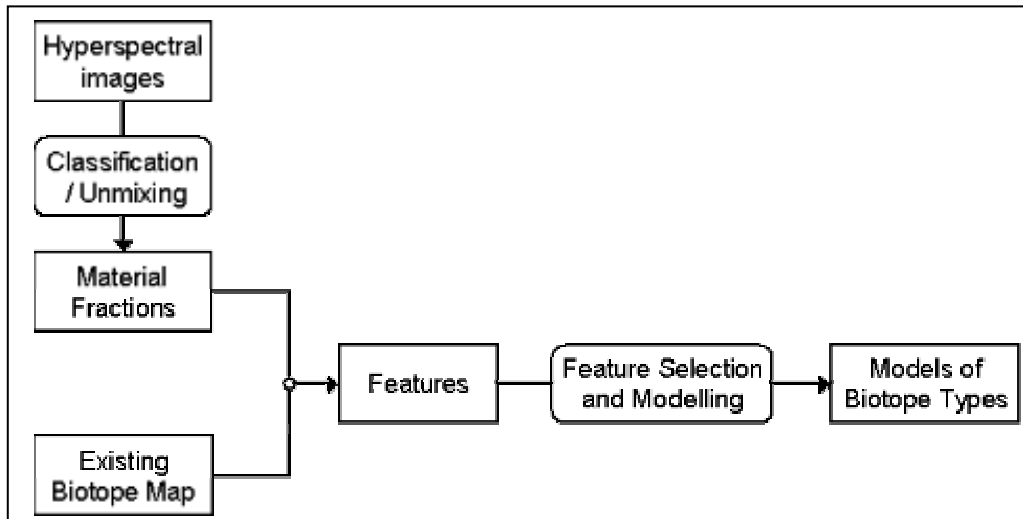 Hyperspectral
images
Classification
/ Unmixing
Material
Fractions
Features
Feature Selection
and Modelling
Models of
Biotope Types
Existing
Biotope Map